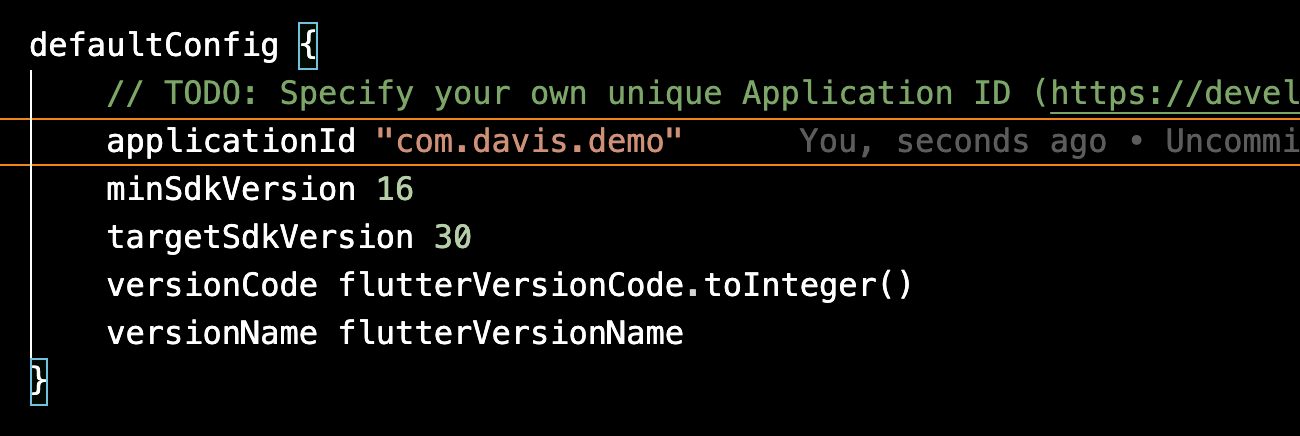 defaultConfig {
// TODO: Specify your own unique Application ID (https://devel
applicationId "com.davis.demo" You, seconds ago • Uncommi
minSdkVersion 16
targetSdkVersion 30
versionCode flutterVersionCode.toInteger()
versionName flutterVersionName
}